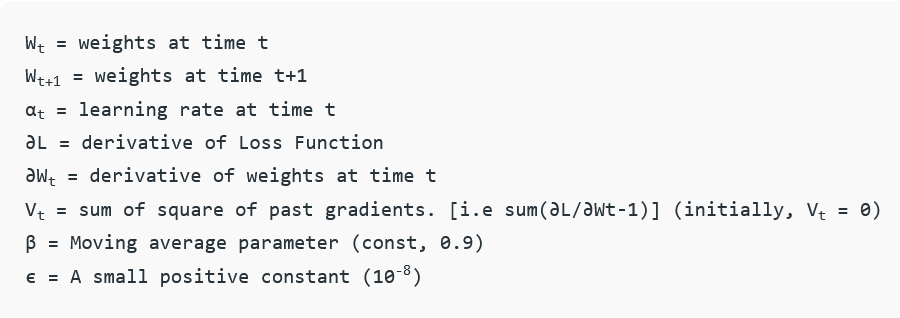 Wₜ = weights at time t
Wₜ₊₁ = weights at time t+1
αₜ = learning rate at time t
∂L = derivative of Loss Function
∂Wₜ = derivative of weights at time t
Vₜ = sum of square of past gradients. [i.e sum(∂L/∂Wt-1)] (initially, Vₜ = 0)
β = Moving average parameter (const, 0.9)
ϵ = A small positive constant (10⁻⁸)